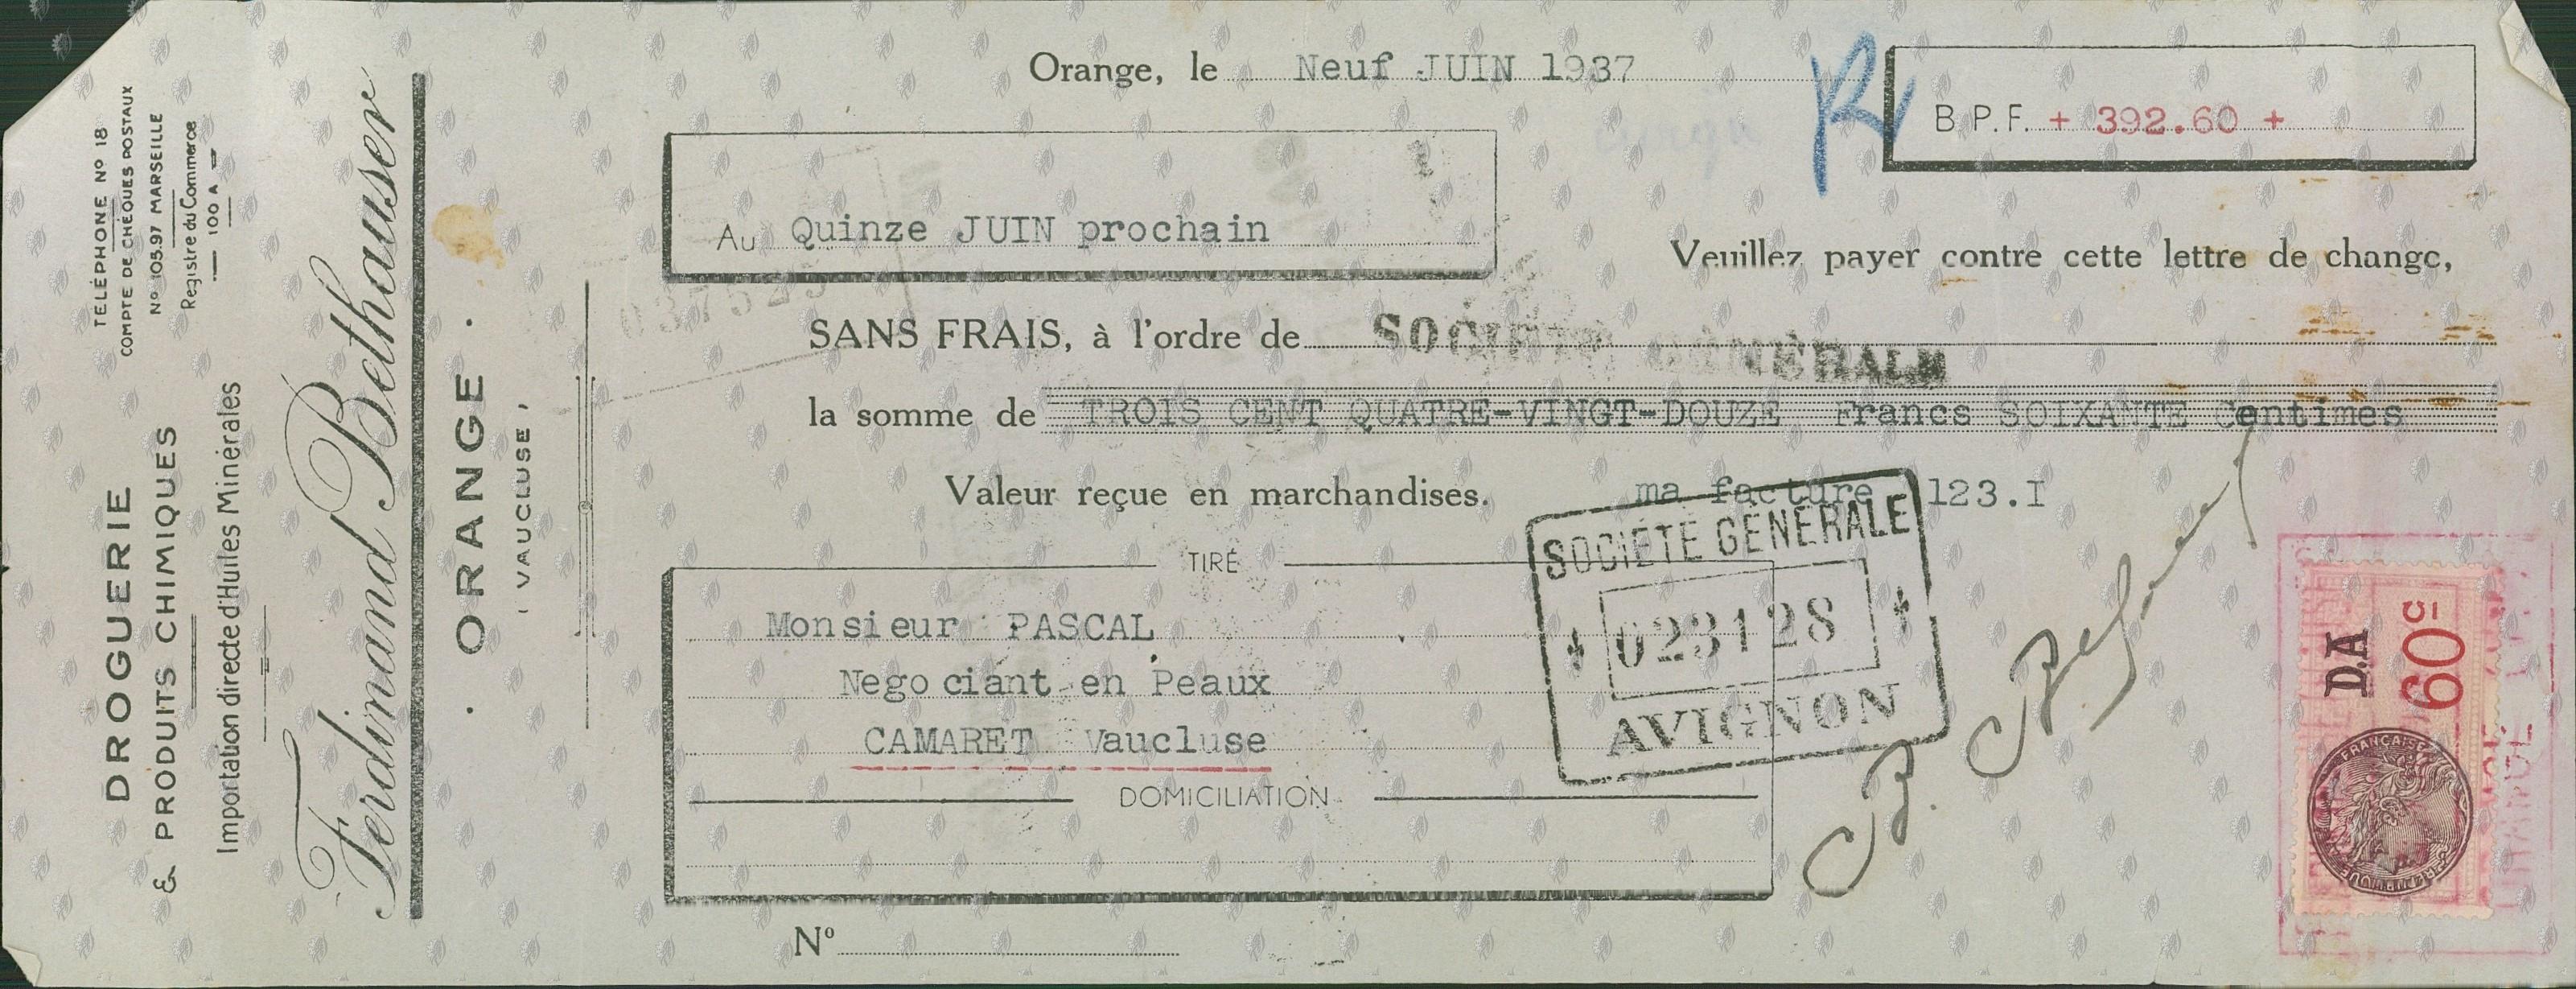 TELÉPHONE Nº 18
COMPTE DE CHÈQUES POSTAUX
Nº 105.97 MARSEILLE
Registre du Commerce
— 100 A —
DROGUERIE
& PRODUITS CHIMIQUES
Importation directe d'Huiles Minérales
Ferdinand Bethauser
· ORANGE ·
( VAUCLUSE )
Orange, le Neuf JUIN 1937
B.P.F. + 392.60 +
Au Quinze JUIN prochain
Veuillez payer contre cette lettre de change,
037523
SANS FRAIS, à l'ordre de SOCIÉTÉ GÉNÉRALE
la somme de TROIS CENT QUATRE-VINGT-DOUZE Francs SOIXANTE Centimes
Valeur reçue en marchandises. ma facture 123.I
TIRÉ
Monsieur PASCAL
Negociant en Peaux
CAMARET Vaucluse
DOMICILIATION
Nº
SOCIÉTÉ GÉNÉRALE
023128
AVIGNON
D.A
60c
RÉPUBLIQUE FRANÇAISE